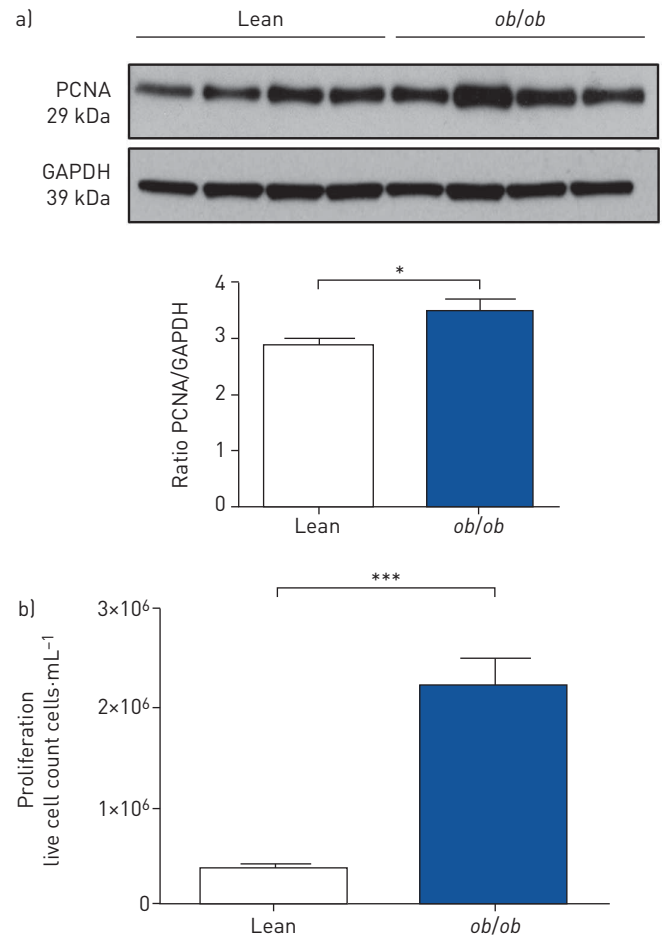 a)
Lean ob/ob
PCNA
29 kDa
GAPDH
39 kDa
*
4
3
2
1
0
Ratio PCNA/GAPDH
Lean ob/ob
b)
***
3×10⁶
2×10⁶
1×10⁶
0
Proliferation
live cell count cells·mL⁻¹
Lean ob/ob